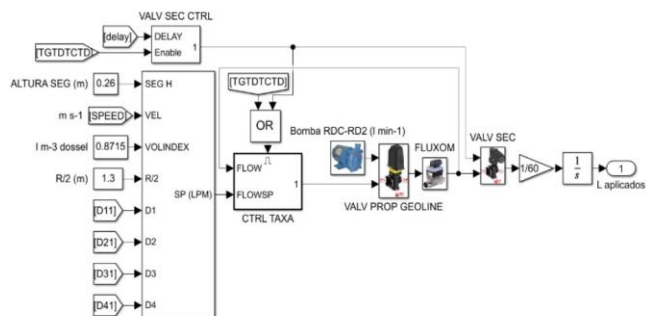 VALV SEC CTRL
[delay]
DELAY
Enable
1
[TGTDTCTD]
ALTURA SEG (m)
0.26
SEG H
m s-1
[SPEED]
VEL
l m-3 dossel
0.8715
VOLINDEX
R/2 (m)
1.3
R/2
[D11]
D1
[D21]
D2
[D31]
D3
[D41]
D4
SP (LPM)
[TGTDTCTD]
OR
FLOW
FLOWSP
1
CTRL TAXA
Bomba RDC-RD2 (l min-1)
VALV PROP GEOLINE
FLUXOM
VALV SEC
1/60
1
s
1
L aplicados